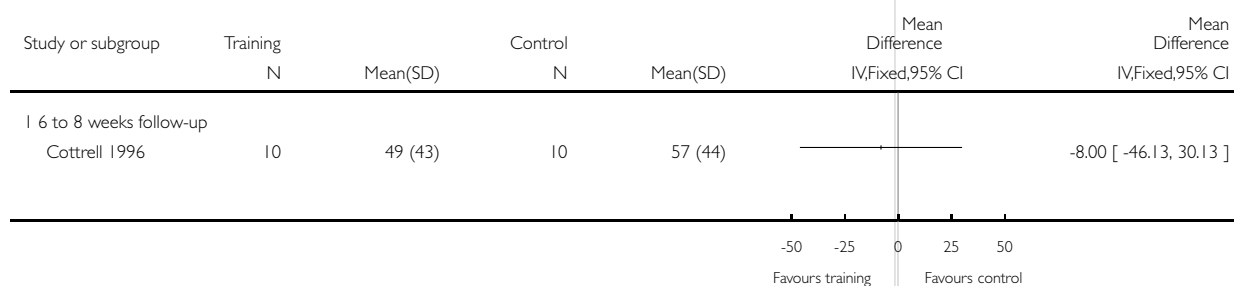 Mean Mean
Study or subgroup Training Control Difference Difference
N Mean(SD) N Mean(SD) IV,Fixed,95% CI IV,Fixed,95% CI
1 6 to 8 weeks follow-up
Cottrell 1996 10 49 (43) 10 57 (44) -8.00 [ -46.13, 30.13 ]
-50 -25 0 25 50
Favours training Favours control